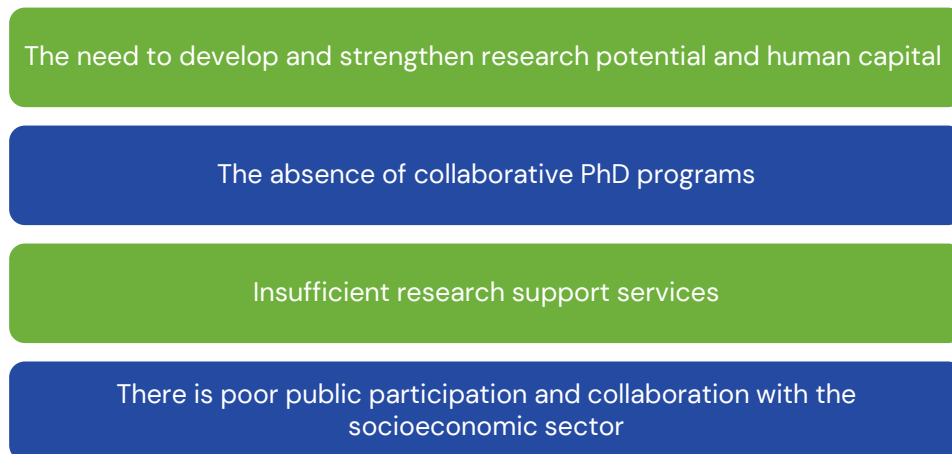 The need to develop and strengthen research potential and human capital
The absence of collaborative PhD programs
Insufficient research support services
There is poor public participation and collaboration with the
socioeconomic sector